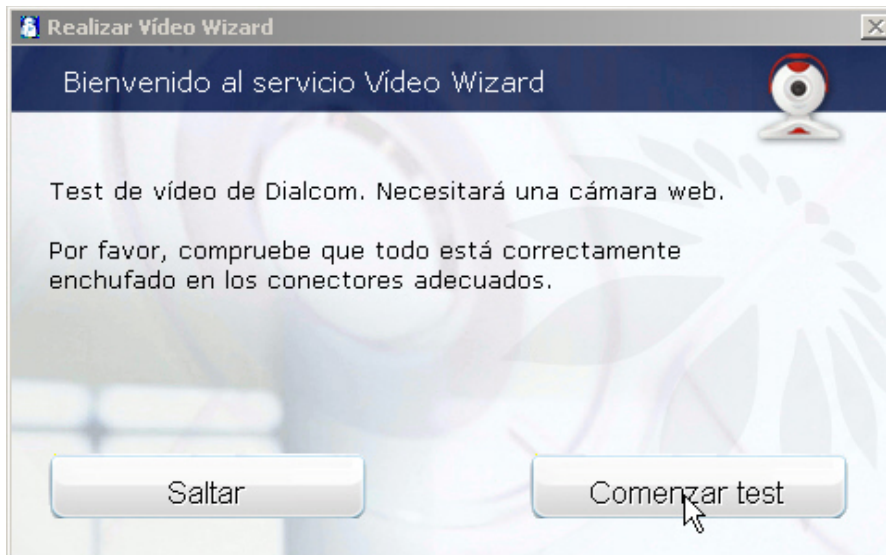 Realizar Vídeo Wizard
Bienvenido al servicio Vídeo Wizard
Test de vídeo de Dialcom. Necesitará una cámara web.
Por favor, compruebe que todo está correctamente
enchufado en los conectores adecuados.
Saltar
Comenzar test